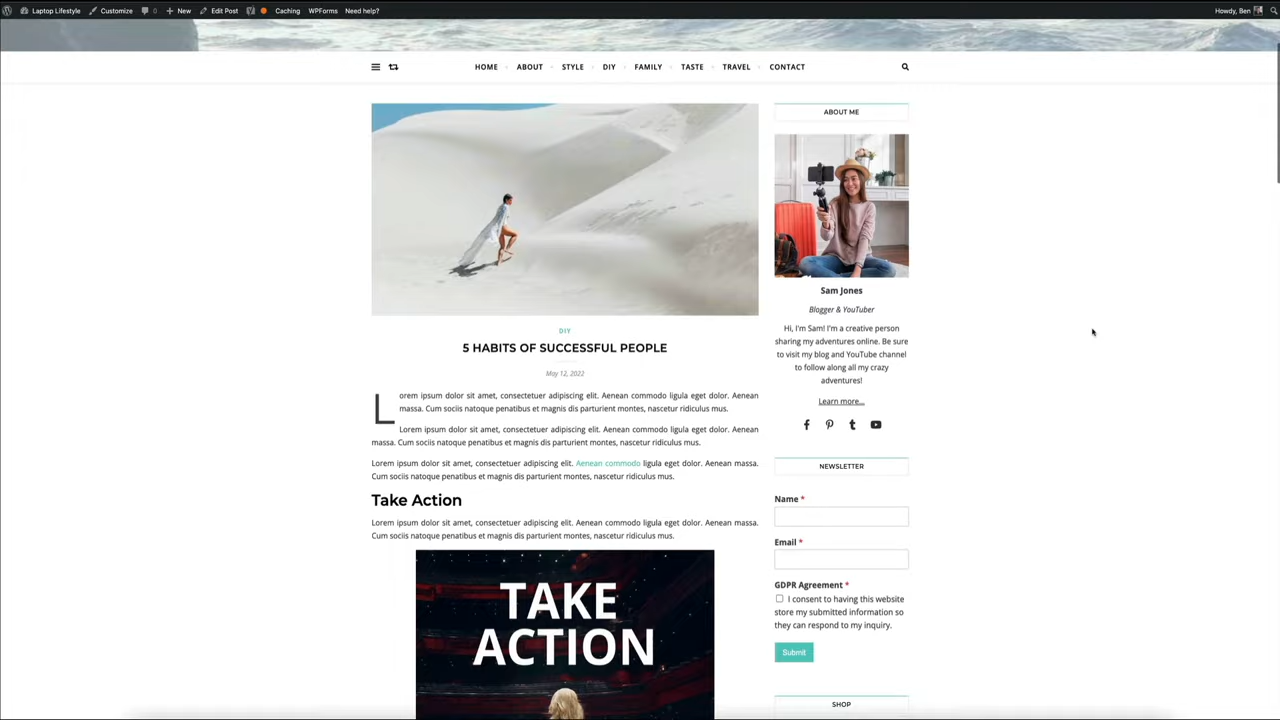 Laptop Lifestyle Customize 0 New Edit Post Caching WPForms Need help? Howdy, Ben
HOME ABOUT STYLE DIY FAMILY TASTE TRAVEL CONTACT
DIY
5 HABITS OF SUCCESSFUL PEOPLE
May 12, 2022
Lorem ipsum dolor sit amet, consectetuer adipiscing elit. Aenean commodo ligula eget dolor. Aenean
massa. Cum sociis natoque penatibus et magnis dis parturient montes, nascetur ridiculus mus.
Lorem ipsum dolor sit amet, consectetuer adipiscing elit. Aenean commodo ligula eget dolor. Aenean
massa. Cum sociis natoque penatibus et magnis dis parturient montes, nascetur ridiculus mus.
Lorem ipsum dolor sit amet, consectetuer adipiscing elit. Aenean commodo ligula eget dolor. Aenean massa.
Cum sociis natoque penatibus et magnis dis parturient montes, nascetur ridiculus mus.
Take Action
Lorem ipsum dolor sit amet, consectetuer adipiscing elit. Aenean commodo ligula eget dolor. Aenean massa.
Cum sociis natoque penatibus et magnis dis parturient montes, nascetur ridiculus mus.
TAKE
ACTION
ABOUT ME
Sam Jones
Blogger & YouTuber
Hi, I'm Sam! I'm a creative person
sharing my adventures online. Be sure
to visit my blog and YouTube channel
to follow along all my crazy
adventures!
Learn more...
NEWSLETTER
Name *
Email *
GDPR Agreement *
I consent to having this website
store my submitted information so
they can respond to my inquiry.
Submit
SHOP